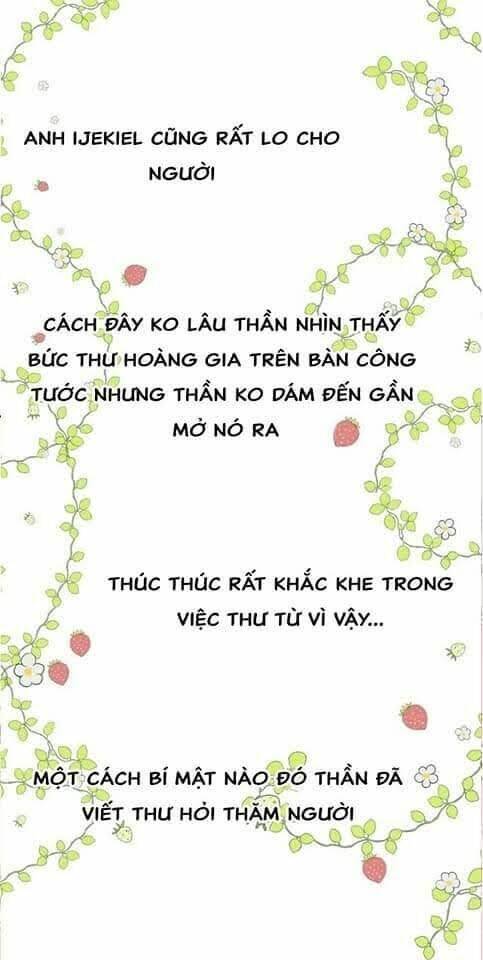 ANH IJEKIEL CŨNG RẤT LO CHO
NGƯỜI
CÁCH ĐÂY KO LÂU THẦN NHÌN THẤY
BỨC THƯ HOÀNG GIA TRÊN BÀN CÔNG
TƯỚC NHƯNG THẦN KO DÁM ĐẾN GẦN
MỞ NÓ RA
THÚC THÚC RẤT KHẮC KHE TRONG
VIỆC THƯ TỪ VÌ VẬY...
MỘT CÁCH BÍ MẬT NÀO ĐÓ THẦN ĐÃ
VIẾT THƯ HỎI THĂM NGƯỜI